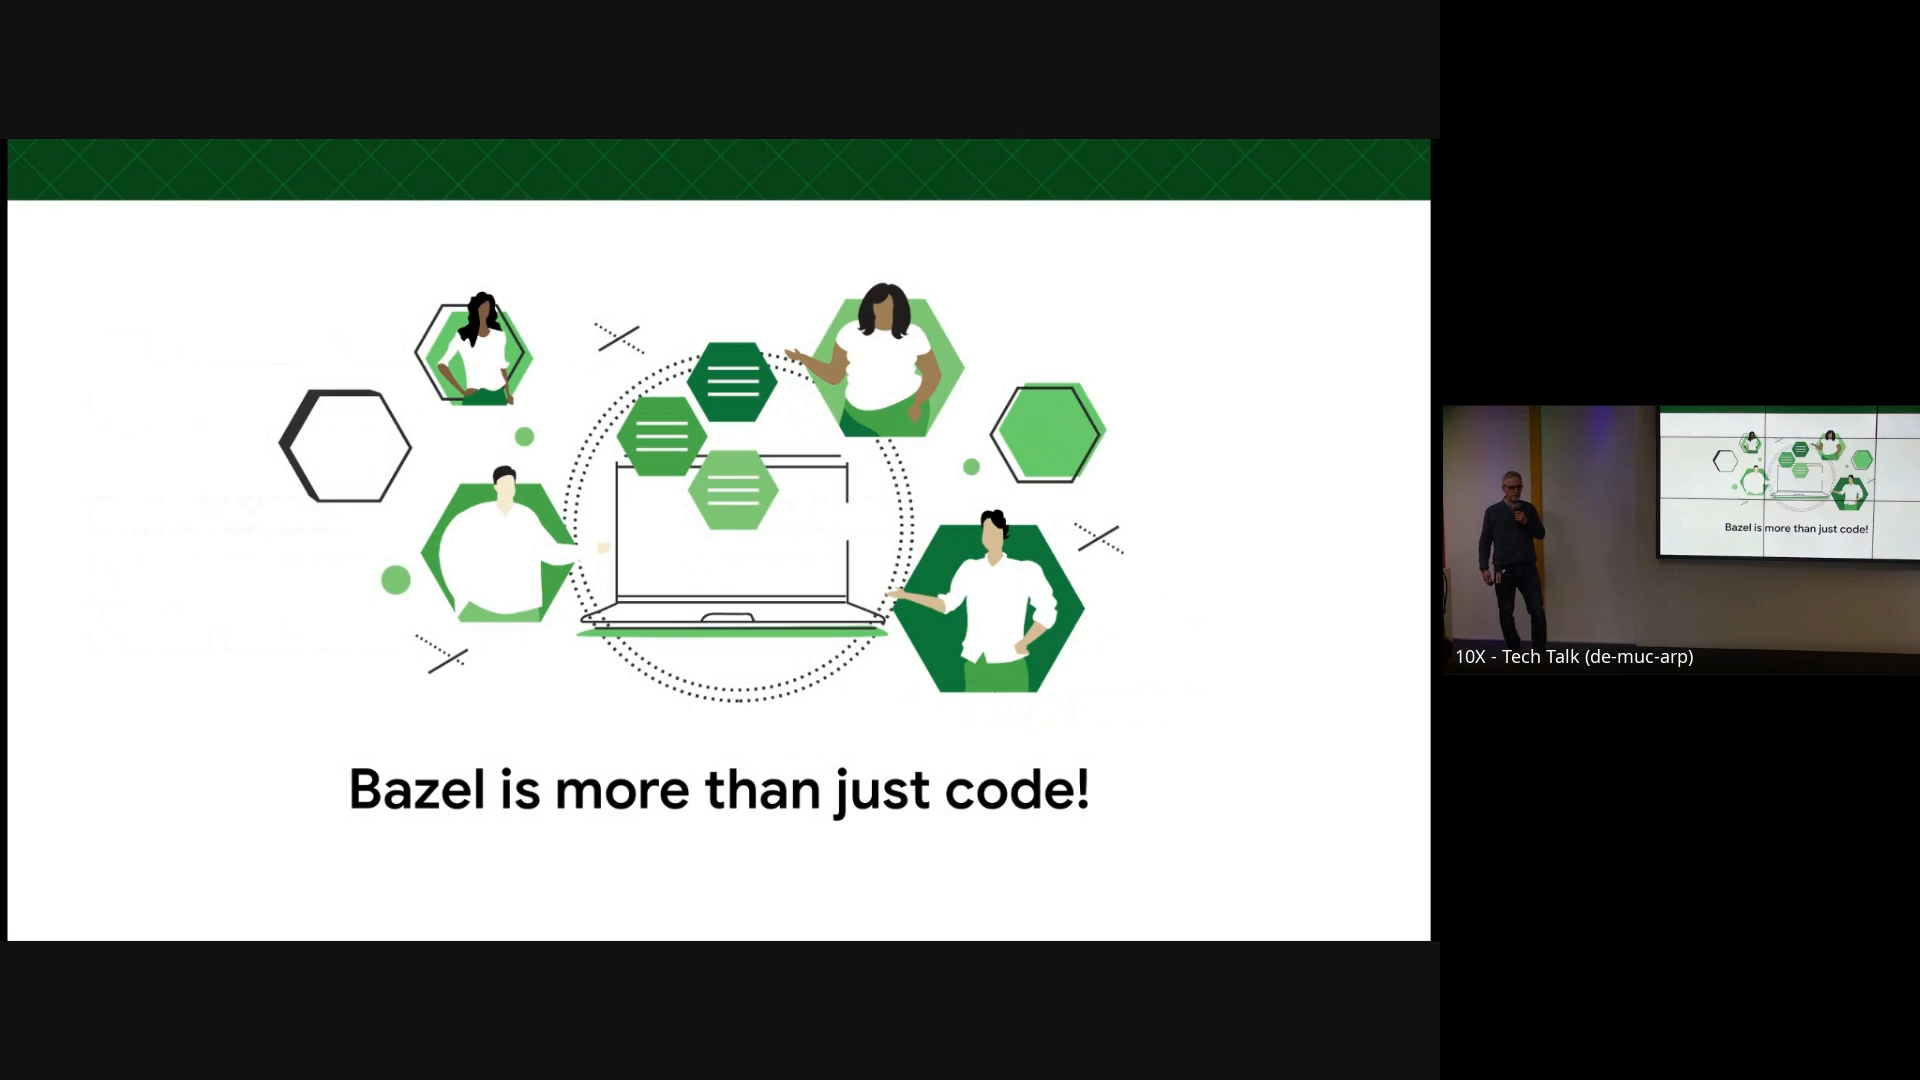 Bazel is more than just code!
Bazel is more than just code!
10X - Tech Talk (de-muc-arp)